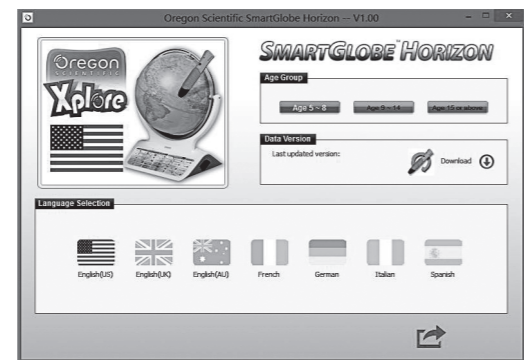 Oregon Scientific SmartGlobe Horizon -- V1.00
Oregon
SCIENTIFIC
Xplore
SMARTGLOBE™ HORIZON
Age Group
Age 5 ~ 8
Age 9 ~ 14
Age 15 or above
Data Version
Last updated version:
Download
Language Selection
English(US)
English(UK)
English(AU)
French
German
Italian
Spanish